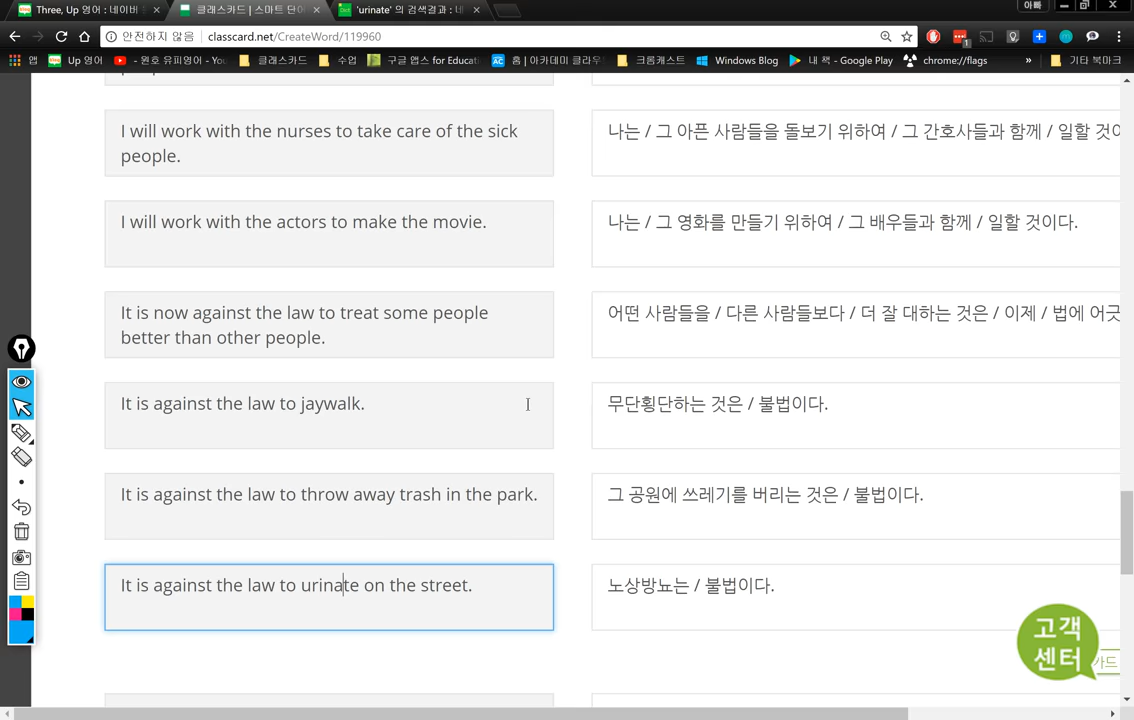 Three, Up 영어 : 네이버
클래스카드 | 스마트 단어
'urinate' 의 검색결과 : 네
아빠
안전하지 않음
classcard.net/CreateWord/119960
앱
Up 영어
- 원호 유피영어 - You
클래스카드
수업
구글 앱스 for Educati
홈 | 아카데미 클라우
크롬캐스트
Windows Blog
내 책 - Google Play
chrome://flags
»
기타 북마크
I will work with the nurses to take care of the sick
people.
나는 / 그 아픈 사람들을 돌보기 위하여 / 그 간호사들과 함께 / 일할 것이
I will work with the actors to make the movie.
나는 / 그 영화를 만들기 위하여 / 그 배우들과 함께 / 일할 것이다.
It is now against the law to treat some people
better than other people.
어떤 사람들을 / 다른 사람들보다 / 더 잘 대하는 것은 / 이제 / 법에 어긋
It is against the law to jaywalk.
무단횡단하는 것은 / 불법이다.
It is against the law to throw away trash in the park.
그 공원에 쓰레기를 버리는 것은 / 불법이다.
It is against the law to urinate on the street.
노상방뇨는 / 불법이다.
고객
센터
카드